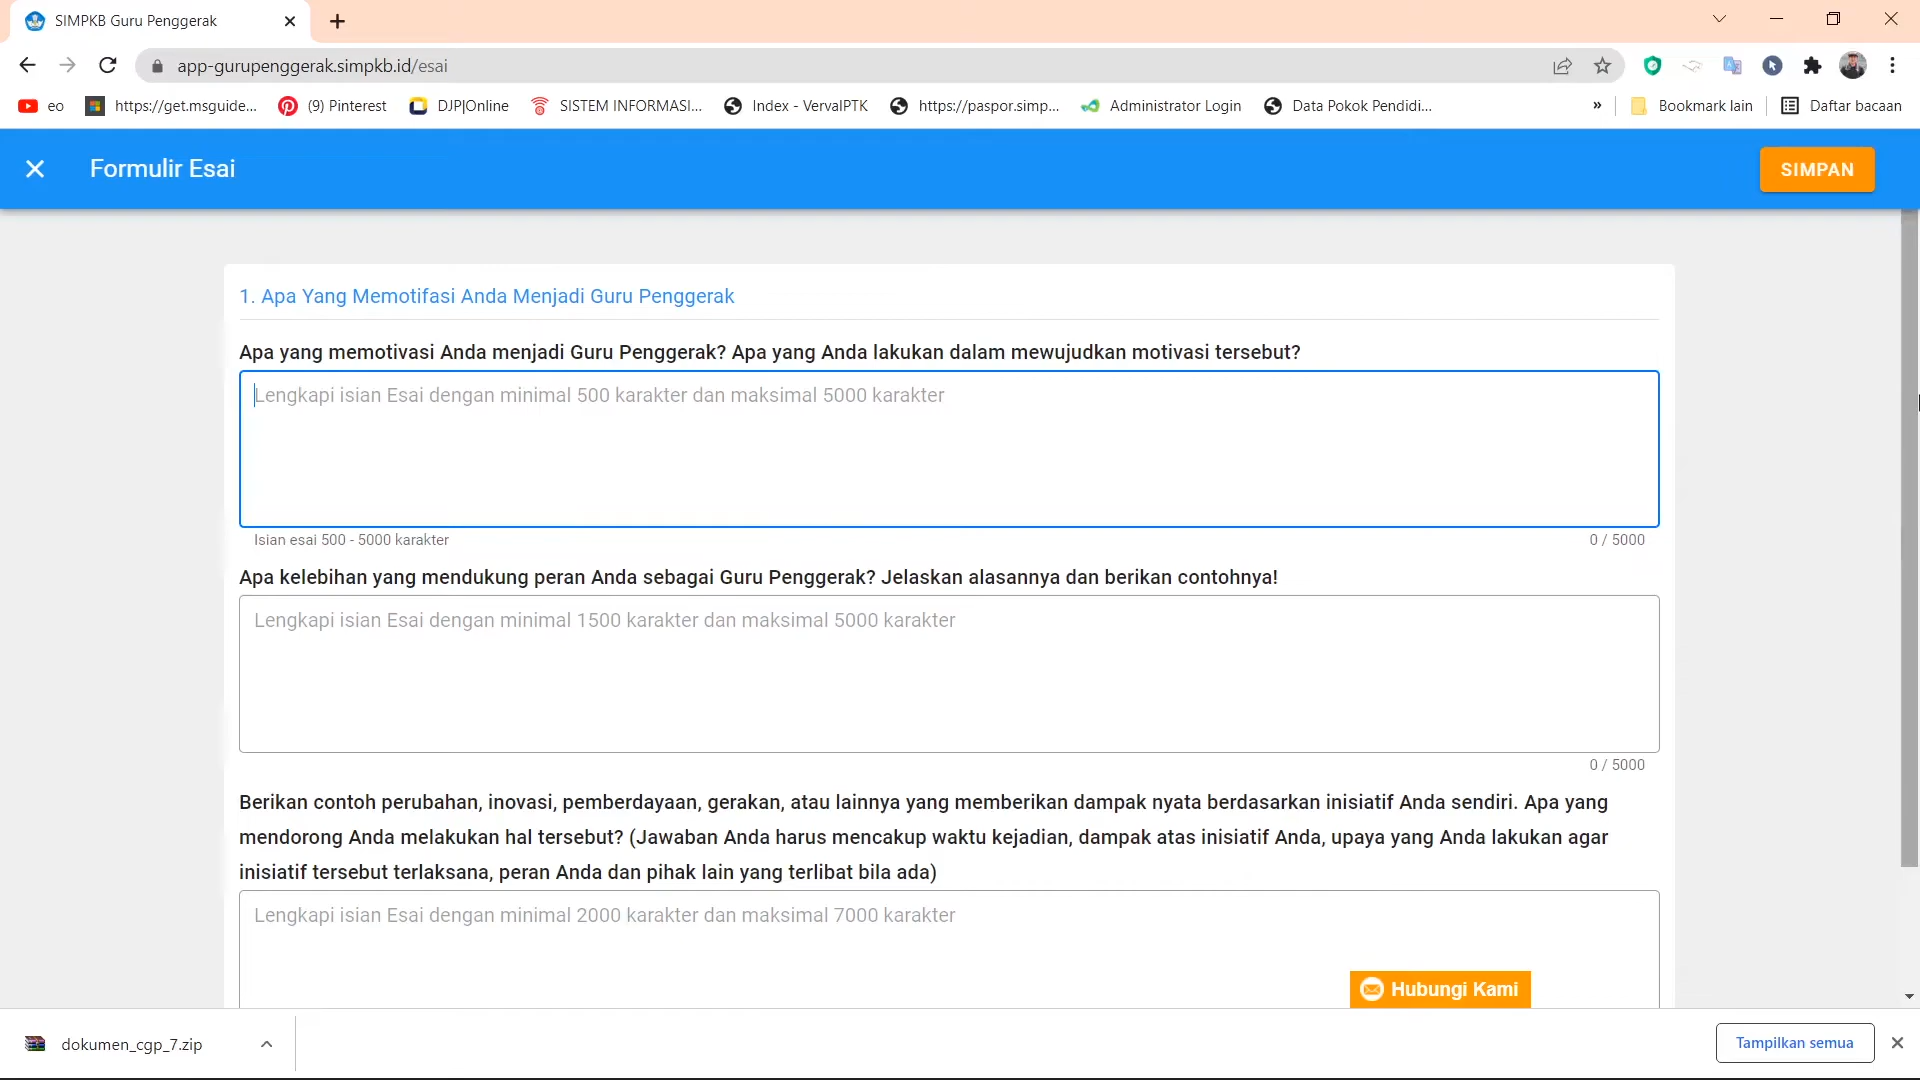 SIMPKB Guru Penggerak
app-gurupenggerak.simpkb.id/esai
eo
https://get.msguide...
(9) Pinterest
DJP|Online
SISTEM INFORMASI...
Index - VervalPTK
https://paspor.simp...
Administrator Login
Data Pokok Pendidi...
»
Bookmark lain
Daftar bacaan
Formulir Esai
SIMPAN
1. Apa Yang Memotifasi Anda Menjadi Guru Penggerak
Apa yang memotivasi Anda menjadi Guru Penggerak? Apa yang Anda lakukan dalam mewujudkan motivasi tersebut?
Lengkapi isian Esai dengan minimal 500 karakter dan maksimal 5000 karakter
Isian esai 500 - 5000 karakter
0 / 5000
Apa kelebihan yang mendukung peran Anda sebagai Guru Penggerak? Jelaskan alasannya dan berikan contohnya!
Lengkapi isian Esai dengan minimal 1500 karakter dan maksimal 5000 karakter
0 / 5000
Berikan contoh perubahan, inovasi, pemberdayaan, gerakan, atau lainnya yang memberikan dampak nyata berdasarkan inisiatif Anda sendiri. Apa yang
mendorong Anda melakukan hal tersebut? (Jawaban Anda harus mencakup waktu kejadian, dampak atas inisiatif Anda, upaya yang Anda lakukan agar
inisiatif tersebut terlaksana, peran Anda dan pihak lain yang terlibat bila ada)
Lengkapi isian Esai dengan minimal 2000 karakter dan maksimal 7000 karakter
Hubungi Kami
dokumen_cgp_7.zip
Tampilkan semua